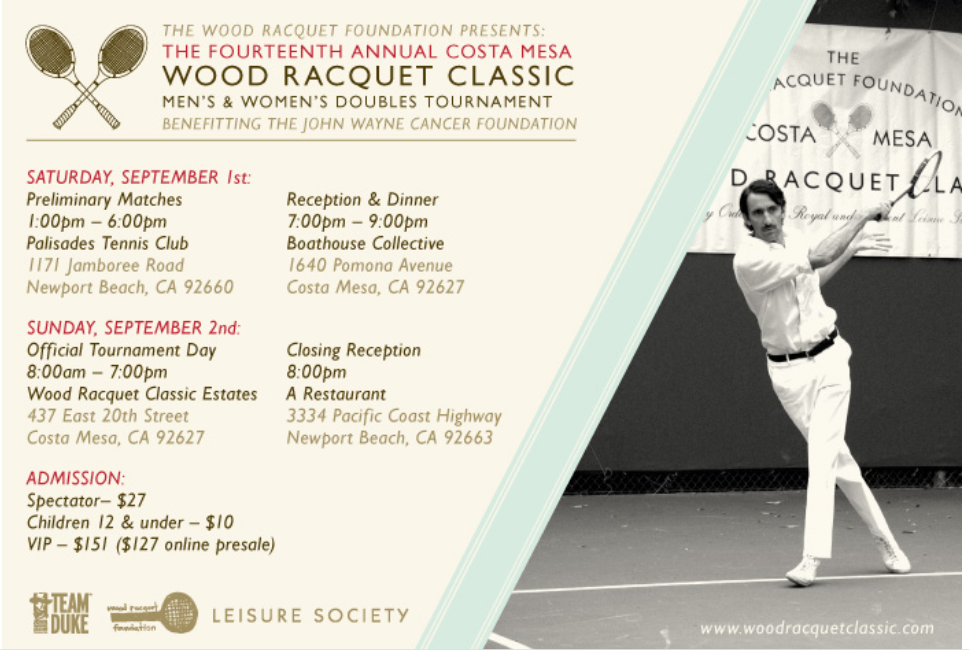 THE WOOD RACQUET FOUNDATION PRESENTS:
THE FOURTEENTH ANNUAL COSTA MESA
WOOD RACQUET CLASSIC
MEN'S & WOMEN'S DOUBLES TOURNAMENT
BENEFITTING THE JOHN WAYNE CANCER FOUNDATION
SATURDAY, SEPTEMBER 1st:
Preliminary Matches
1:00pm – 6:00pm
Palisades Tennis Club
1171 Jamboree Road
Newport Beach, CA 92660
Reception & Dinner
7:00pm – 9:00pm
Boathouse Collective
1640 Pomona Avenue
Costa Mesa, CA 92627
SUNDAY, SEPTEMBER 2nd:
Official Tournament Day
8:00am – 7:00pm
Wood Racquet Classic Estates
437 East 20th Street
Costa Mesa, CA 92627
Closing Reception
8:00pm
A Restaurant
3334 Pacific Coast Highway
Newport Beach, CA 92663
ADMISSION:
Spectator– $27
Children 12 & under – $10
VIP – $151 ($127 online presale)
TEAM
DUKE
wood racquet
foundation
LEISURE SOCIETY
THE
ACQUET FOUNDATION
COSTA MESA
D RACQUET CLA
Royal and
www.woodracquetclassic.com